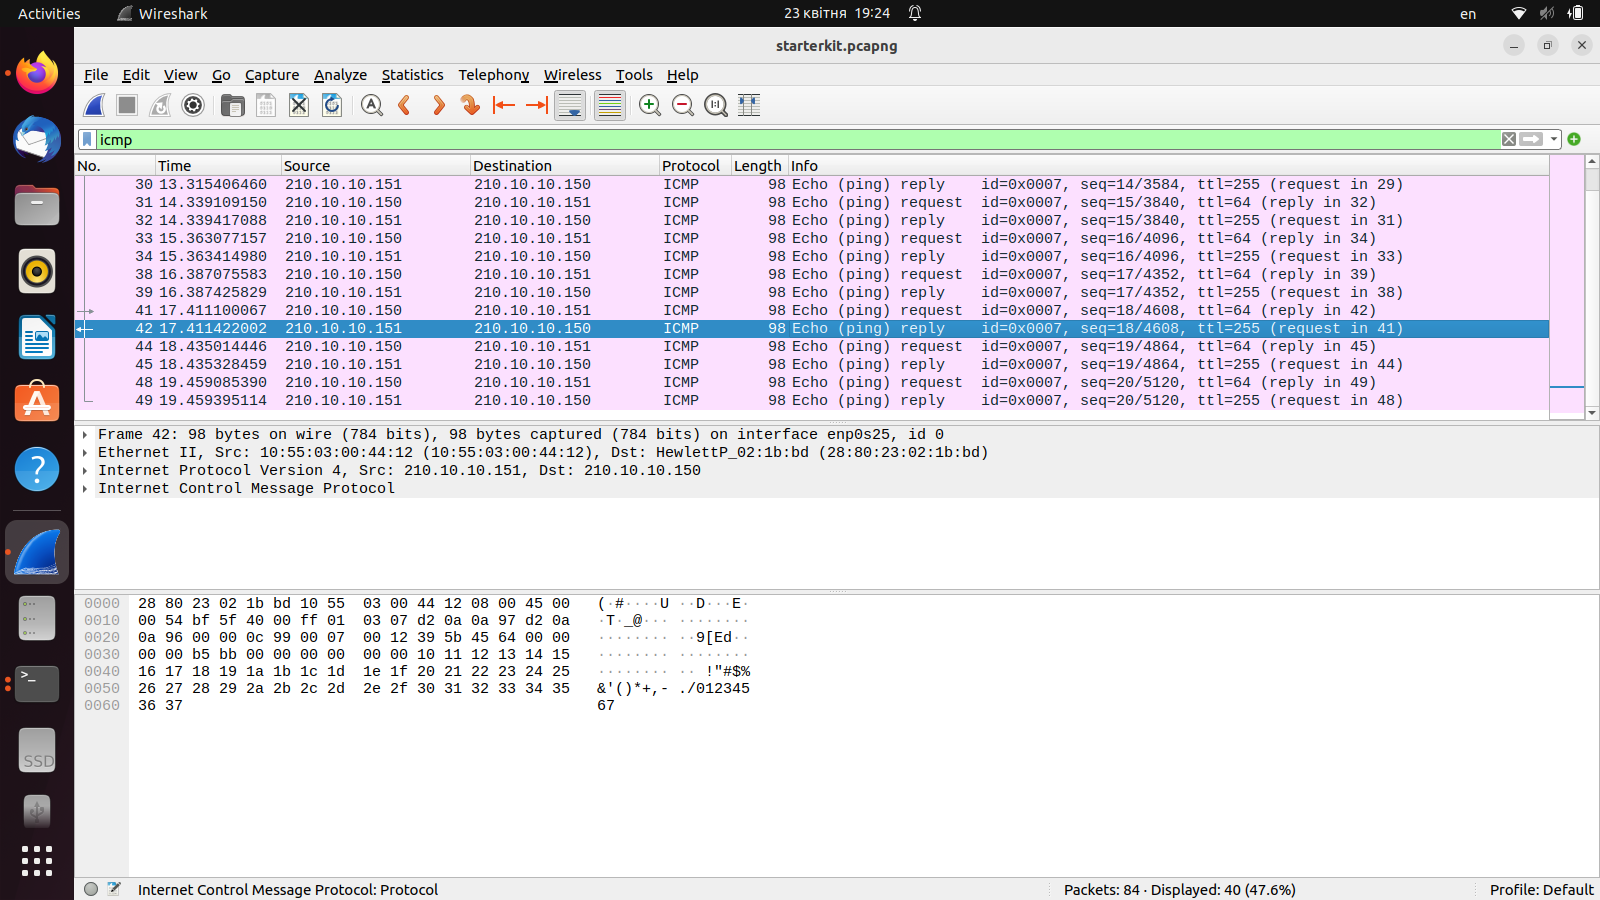 Activities Wireshark 23 квітня 19:24 en
starterkit.pcapng
File Edit View Go Capture Analyze Statistics Telephony Wireless Tools Help
icmp
No. Time Source Destination Protocol Length Info
30 13.315406460 210.10.10.151 210.10.10.150 ICMP 98 Echo (ping) reply id=0x0007, seq=14/3584, ttl=255 (request in 29)
31 14.339109150 210.10.10.150 210.10.10.151 ICMP 98 Echo (ping) request id=0x0007, seq=15/3840, ttl=64 (reply in 32)
32 14.339417088 210.10.10.151 210.10.10.150 ICMP 98 Echo (ping) reply id=0x0007, seq=15/3840, ttl=255 (request in 31)
33 15.363077157 210.10.10.150 210.10.10.151 ICMP 98 Echo (ping) request id=0x0007, seq=16/4096, ttl=64 (reply in 34)
34 15.363414980 210.10.10.151 210.10.10.150 ICMP 98 Echo (ping) reply id=0x0007, seq=16/4096, ttl=255 (request in 33)
38 16.387075583 210.10.10.150 210.10.10.151 ICMP 98 Echo (ping) request id=0x0007, seq=17/4352, ttl=64 (reply in 39)
39 16.387425829 210.10.10.151 210.10.10.150 ICMP 98 Echo (ping) reply id=0x0007, seq=17/4352, ttl=255 (request in 38)
41 17.411100067 210.10.10.150 210.10.10.151 ICMP 98 Echo (ping) request id=0x0007, seq=18/4608, ttl=64 (reply in 42)
42 17.411422002 210.10.10.151 210.10.10.150 ICMP 98 Echo (ping) reply id=0x0007, seq=18/4608, ttl=255 (request in 41)
44 18.435014446 210.10.10.150 210.10.10.151 ICMP 98 Echo (ping) request id=0x0007, seq=19/4864, ttl=64 (reply in 45)
45 18.435328459 210.10.10.151 210.10.10.150 ICMP 98 Echo (ping) reply id=0x0007, seq=19/4864, ttl=255 (request in 44)
48 19.459085390 210.10.10.150 210.10.10.151 ICMP 98 Echo (ping) request id=0x0007, seq=20/5120, ttl=64 (reply in 49)
49 19.459395114 210.10.10.151 210.10.10.150 ICMP 98 Echo (ping) reply id=0x0007, seq=20/5120, ttl=255 (request in 48)
Frame 42: 98 bytes on wire (784 bits), 98 bytes captured (784 bits) on interface enp0s25, id 0
Ethernet II, Src: 10:55:03:00:44:12 (10:55:03:00:44:12), Dst: HewlettP_02:1b:bd (28:80:23:02:1b:bd)
Internet Protocol Version 4, Src: 210.10.10.151, Dst: 210.10.10.150
Internet Control Message Protocol
0000 28 80 23 02 1b bd 10 55 03 00 44 12 08 00 45 00 (·#····U ··D···E·
0010 00 54 bf 5f 40 00 ff 01 03 07 d2 0a 0a 97 d2 0a ·T·_@··· ········
0020 0a 96 00 00 0c 99 00 07 00 12 39 5b 45 64 00 00 ········ ··9[Ed··
0030 00 00 b5 bb 00 00 00 00 00 00 10 11 12 13 14 15 ········ ········
0040 16 17 18 19 1a 1b 1c 1d 1e 1f 20 21 22 23 24 25 ········ ·· !"#$%
0050 26 27 28 29 2a 2b 2c 2d 2e 2f 30 31 32 33 34 35 &'()*+,- ./012345
0060 36 37 67
SSD
Internet Control Message Protocol: Protocol Packets: 84 · Displayed: 40 (47.6%) Profile: Default